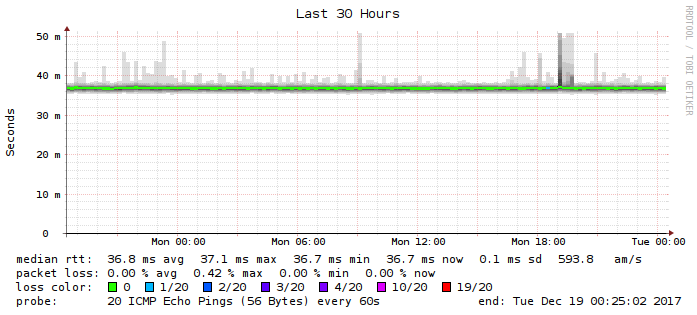 Last 30 Hours
RRDTOOL / TOBI OETIKER
Seconds
50 m
40 m
30 m
20 m
10 m
0
Mon 00:00 Mon 06:00 Mon 12:00 Mon 18:00 Tue 00:00
median rtt: 36.8 ms avg 37.1 ms max 36.7 ms min 36.7 ms now 0.1 ms sd 593.8 am/s
packet loss: 0.00 % avg 0.42 % max 0.00 % min 0.00 % now
loss color: 0 1/20 2/20 3/20 4/20 10/20 19/20
probe: 20 ICMP Echo Pings (56 Bytes) every 60s end: Tue Dec 19 00:25:02 2017